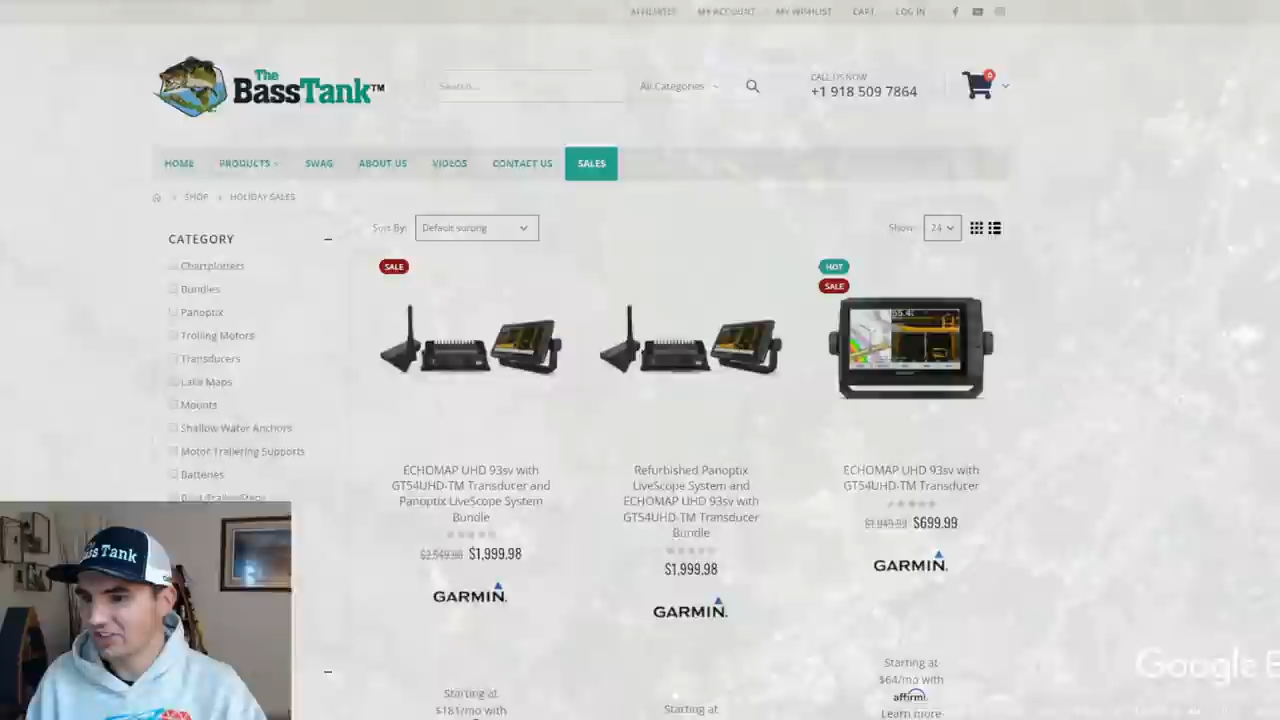 AFFILIATES MY ACCOUNT MY WISHLIST CART LOG IN
The
BassTank™
Search...
All Categories
CALL US NOW
+1 918 509 7864
0
HOME PRODUCTS SWAG ABOUT US VIDEOS CONTACT US SALES
SHOP HOLIDAY SALES
CATEGORY
Chartplotters
Bundles
Panoptix
Trolling Motors
Transducers
Lake Maps
Mounts
Shallow Water Anchors
Motor Trailering Supports
Batteries
Sort By: Default sorting
Show: 24
SALE
ECHOMAP UHD 93sv with
GT54UHD-TM Transducer and
Panoptix LiveScope System
Bundle
$2,549.98 $1,999.98
GARMIN.
Starting at
$181/mo with
Refurbished Panoptix
LiveScope System and
ECHOMAP UHD 93sv with
GT54UHD-TM Transducer
Bundle
$1,999.98
GARMIN.
Starting at
HOT
SALE
ECHOMAP UHD 93sv with
GT54UHD-TM Transducer
$1,049.99 $699.99
GARMIN.
Starting at
$64/mo with
affirm
Learn more
Bass Tank
Google E